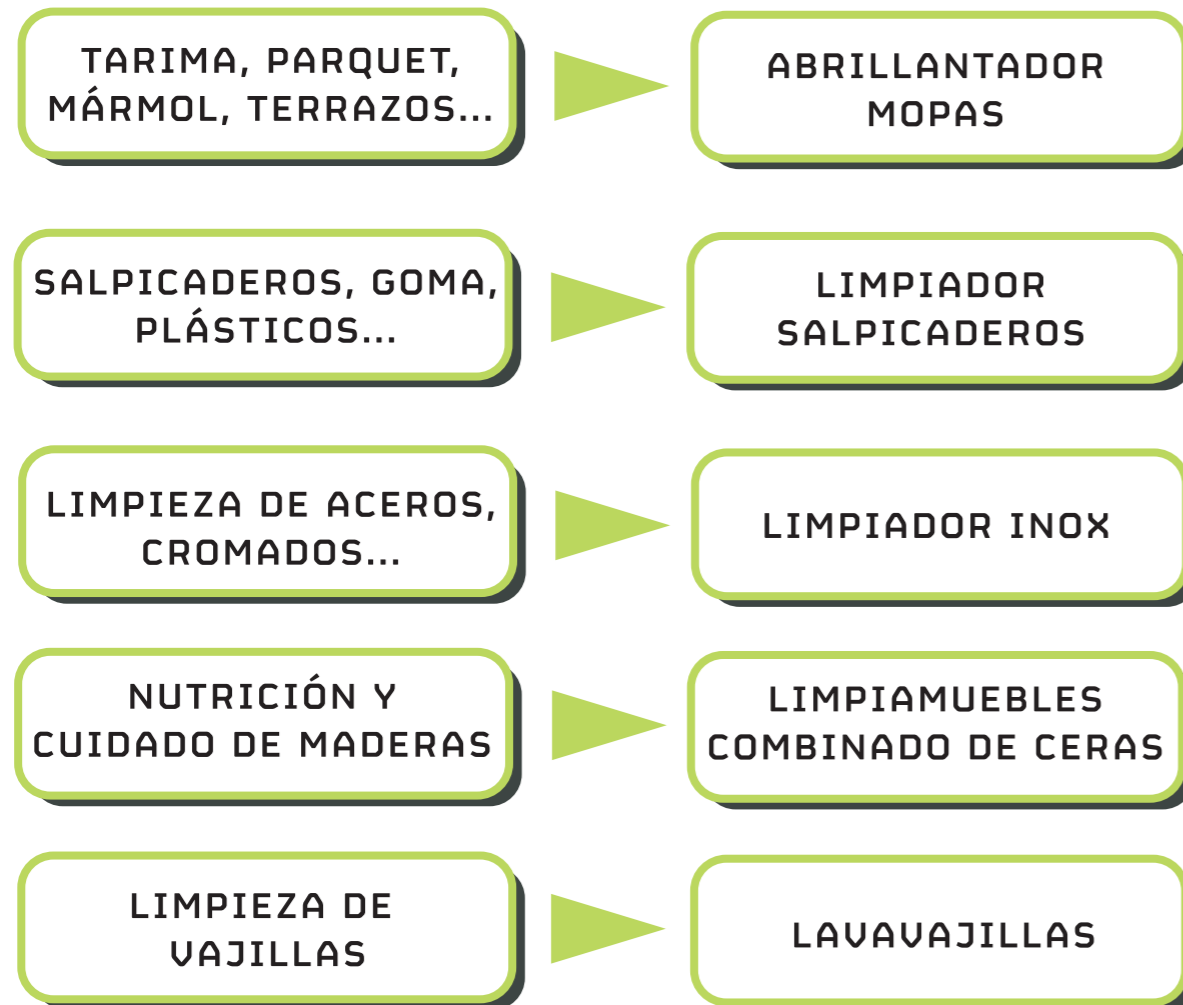 TARIMA, PARQUET,
MÁRMOL, TERRAZOS...
ABRILLANTADOR
MOPAS
SALPICADEROS, GOMA,
PLÁSTICOS...
LIMPIADOR
SALPICADEROS
LIMPIEZA DE ACEROS,
CROMADOS...
LIMPIADOR INOX
NUTRICIÓN Y
CUIDADO DE MADERAS
LIMPIAMUEBLES
COMBINADO DE CERAS
LIMPIEZA DE
VAJILLAS
LAVAVAJILLAS